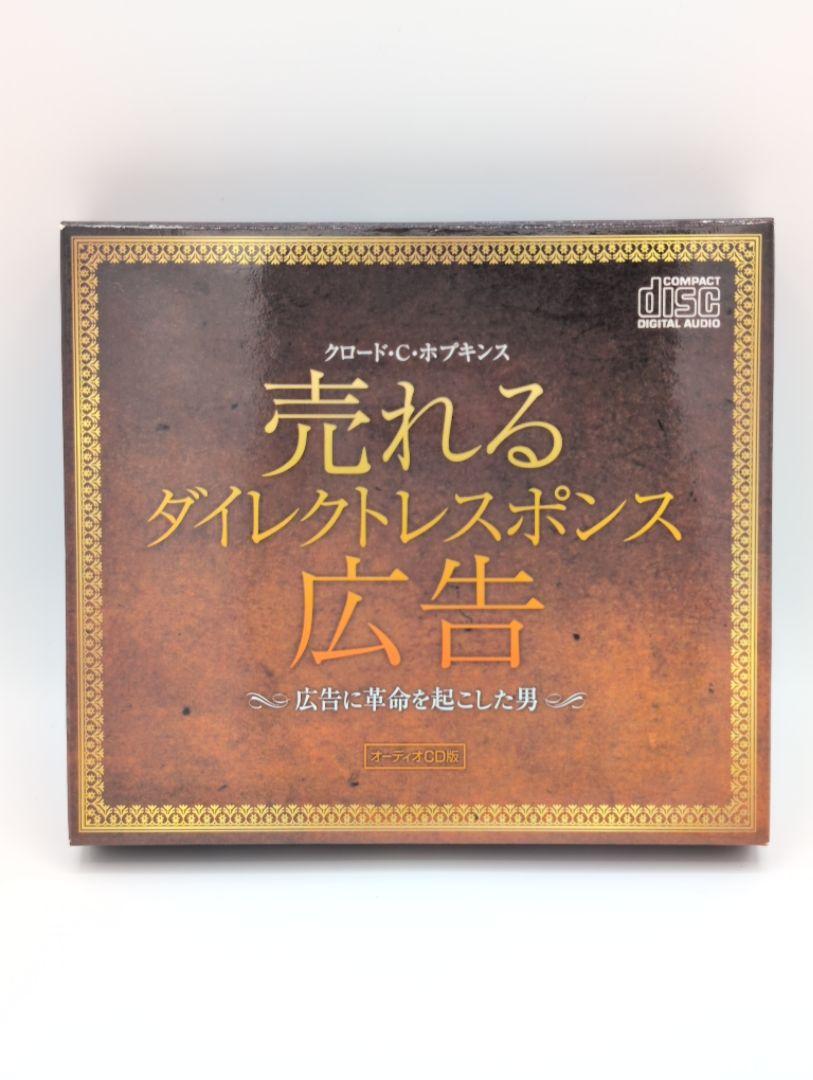 COMPACT
disc
DIGITAL AUDIO
クロード・C・ホプキンス
売れる
ダイレクトレスポンス
広告
広告に革命を起こした男
オーディオCD版